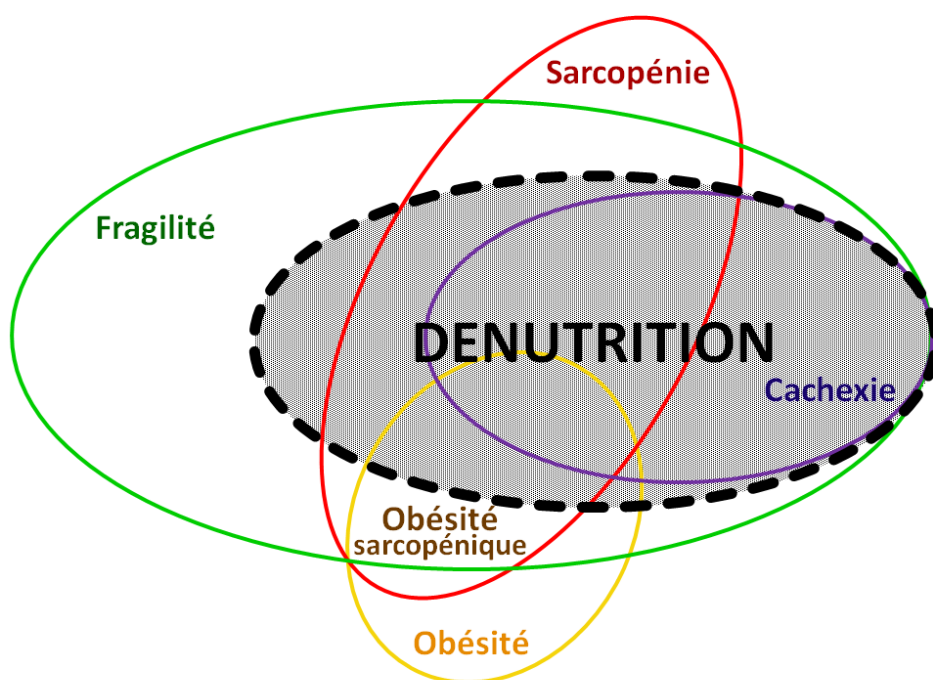 Sarcopénie
Fragilité
DENUTRITION
Cachexie
Obésité
sarcopénique
Obésité